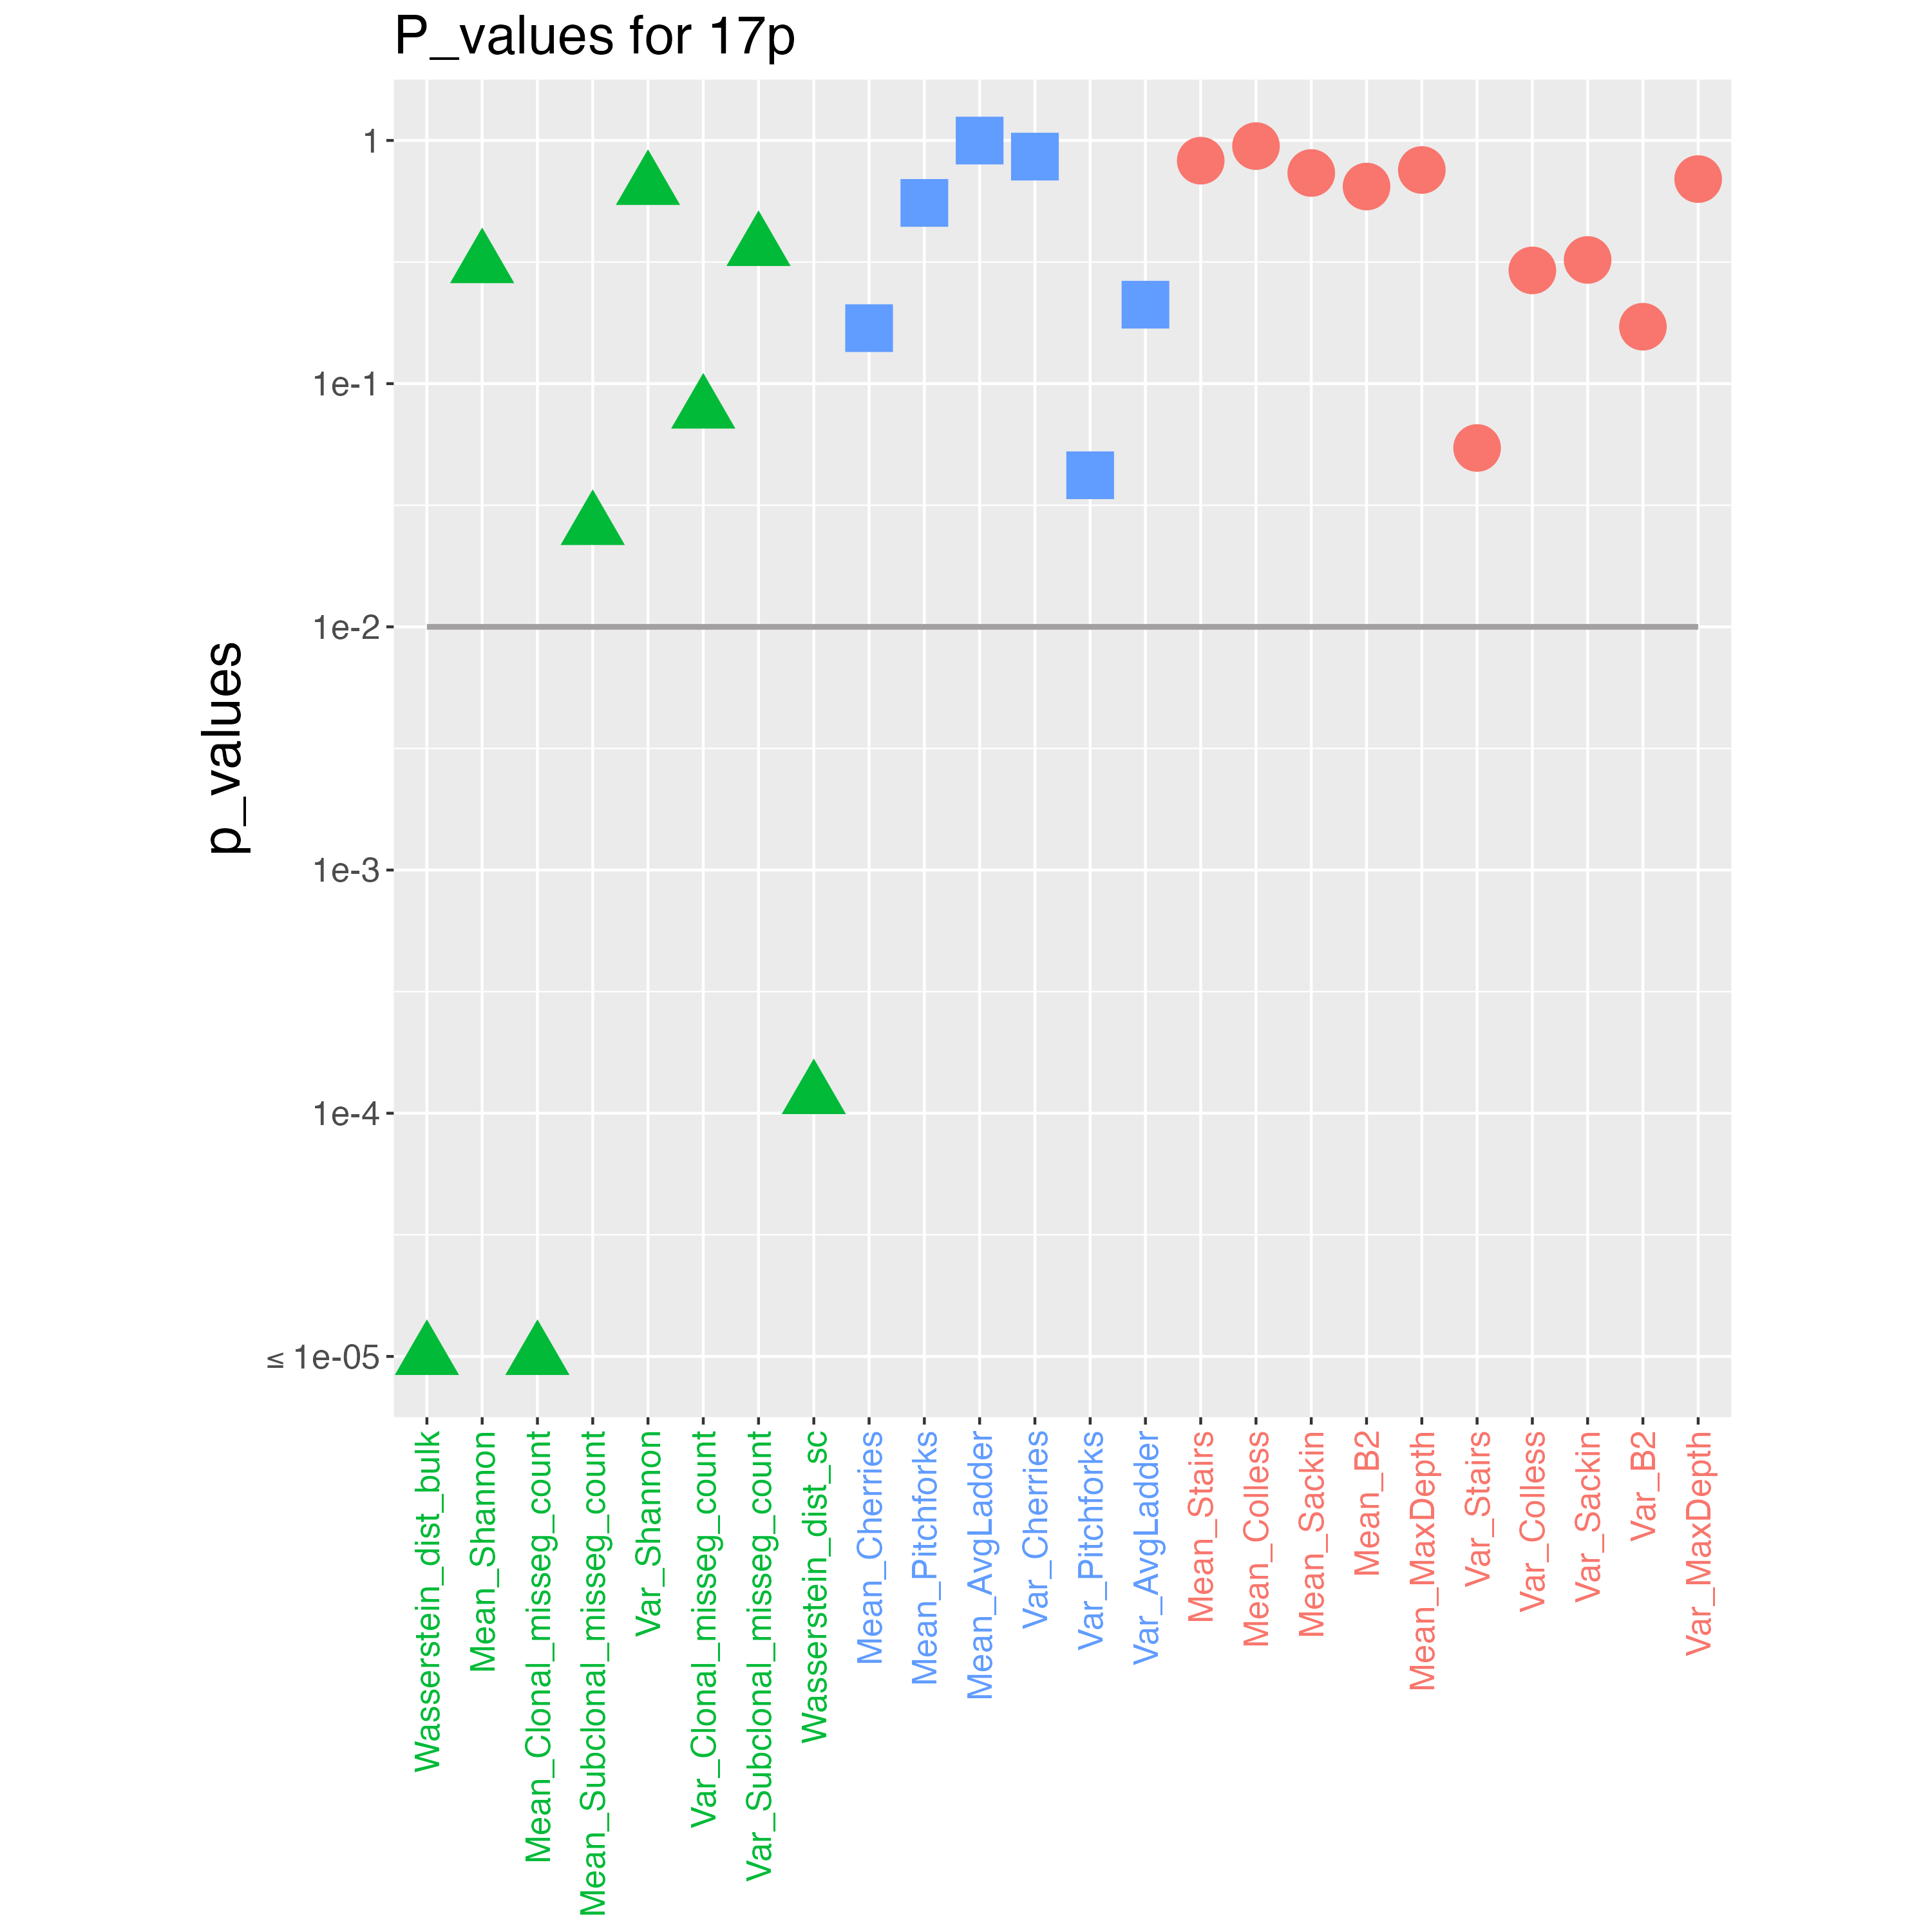 P_values for 17p
p_values
1
1e-1
1e-2
1e-3
1e-4
≤ 1e-05
Wasserstein_dist_bulk
Mean_Shannon
Mean_Clonal_misseg_count
Mean_Subclonal_misseg_count
Var_Shannon
Var_Clonal_misseg_count
Var_Subclonal_misseg_count
Wasserstein_dist_sc
Mean_Cherries
Mean_Pitchforks
Mean_AvgLadder
Var_Cherries
Var_Pitchforks
Var_AvgLadder
Mean_Stairs
Mean_Colless
Mean_Sackin
Mean_B2
Mean_MaxDepth
Var_Stairs
Var_Colless
Var_Sackin
Var_B2
Var_MaxDepth